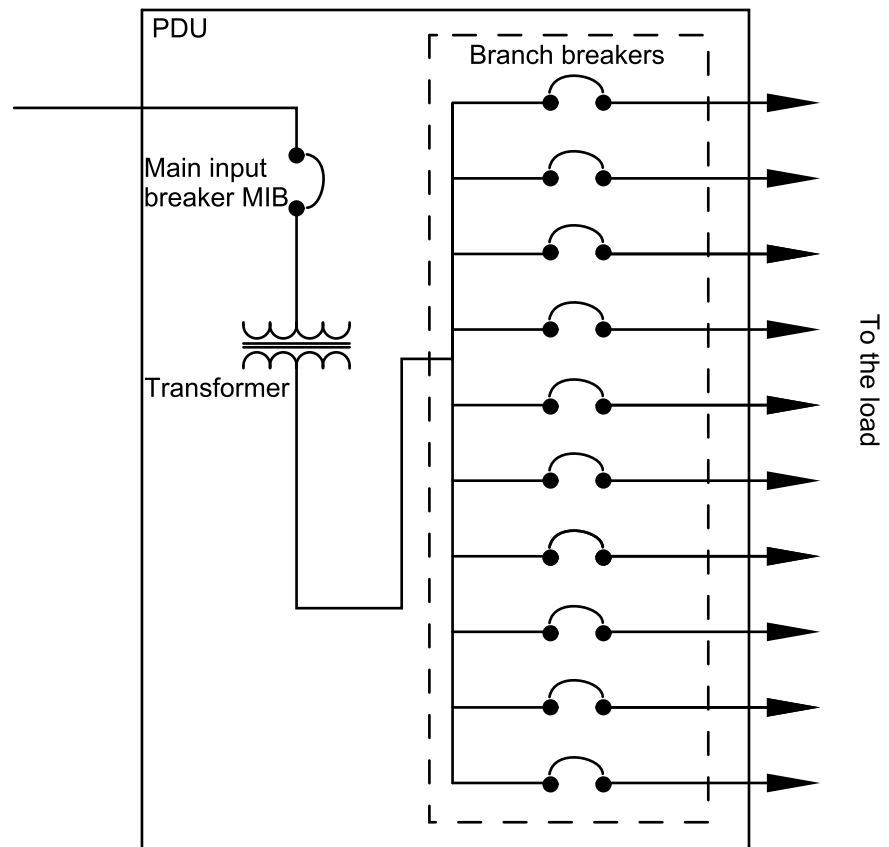 PDU
Branch breakers
Main input
breaker MIB
Transformer
To the load